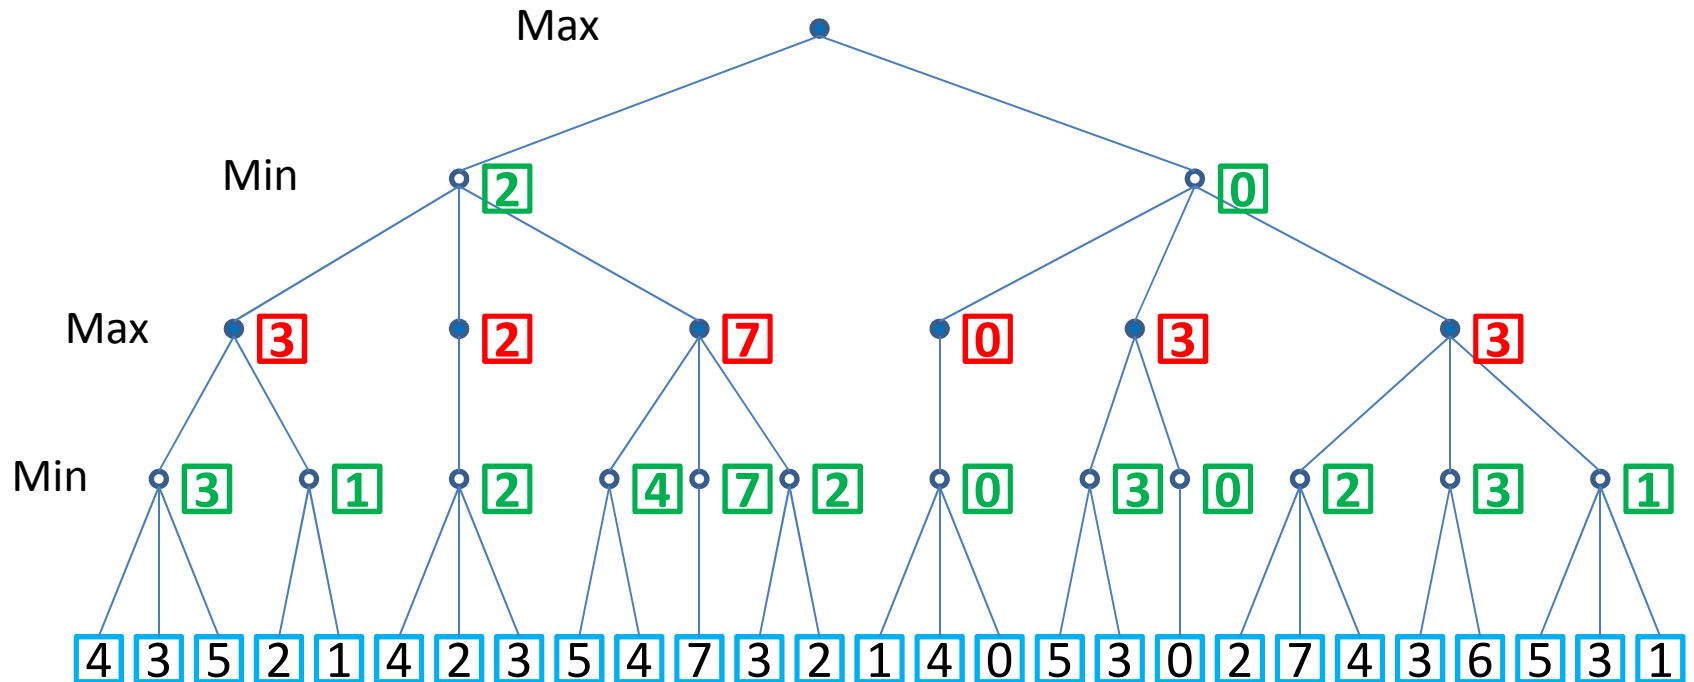 Max
Min 2 0
Max 3 2 7 0 3 3
Min 3 1 2 4 7 2 0 3 0 2 3 1
4 3 5 2 1 4 2 3 5 4 7 3 2 1 4 0 5 3 0 2 7 4 3 6 5 3 1